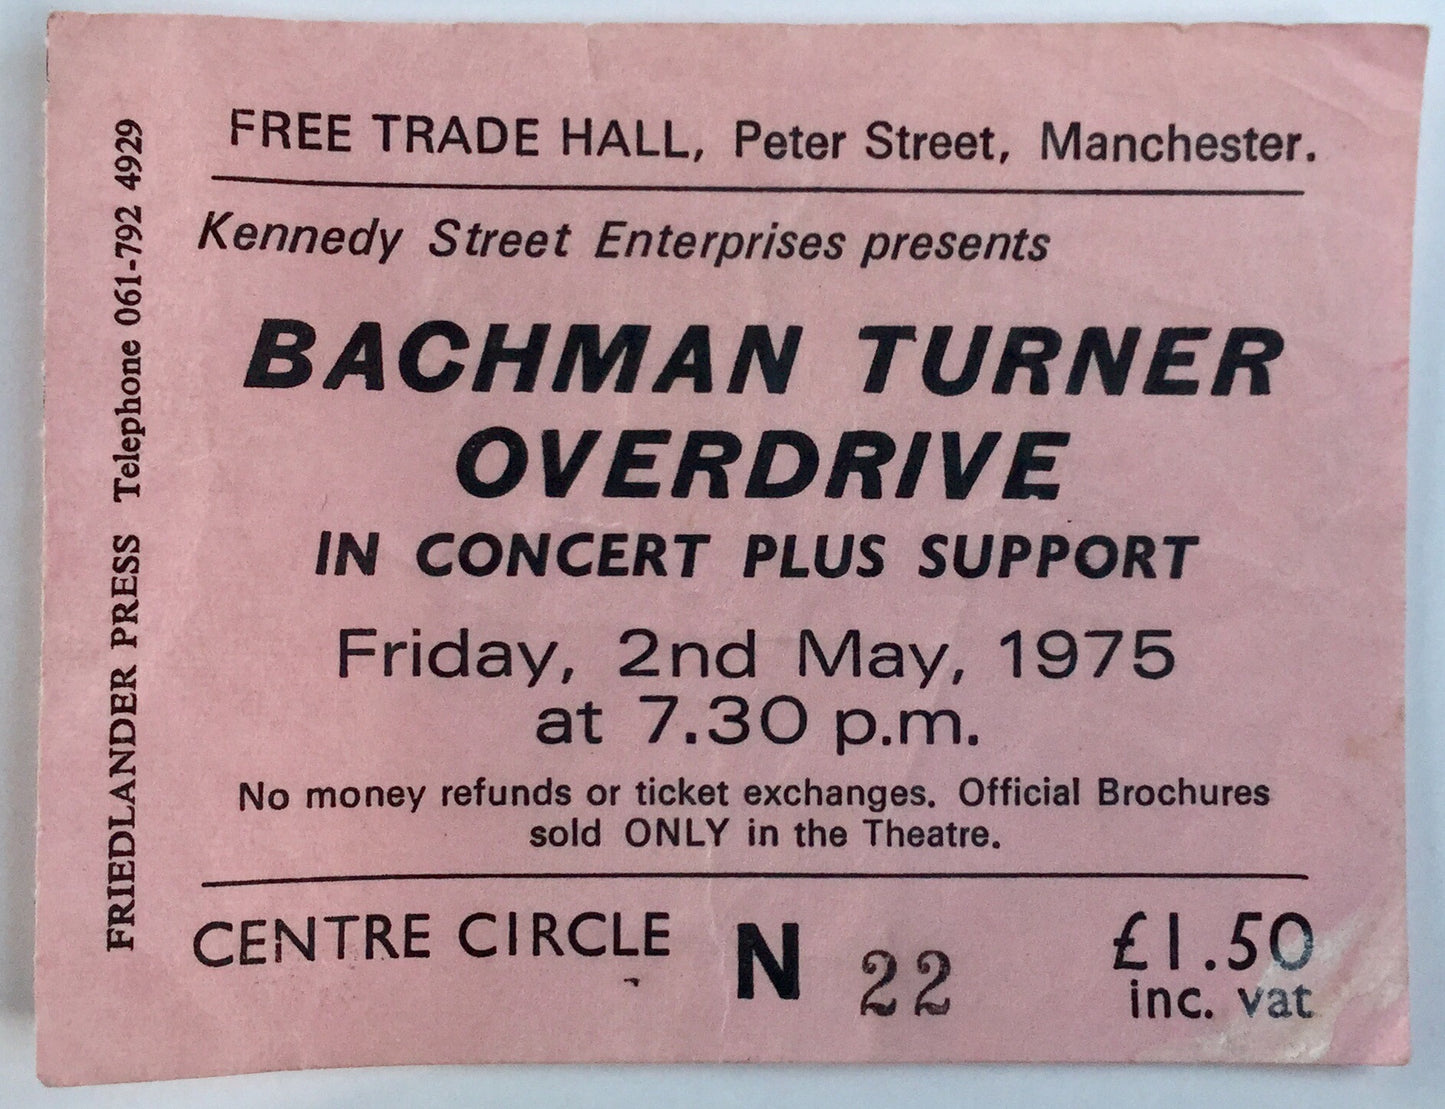 FREE TRADE HALL, Peter Street, Manchester.
Kennedy Street Enterprises presents
BACHMAN TURNER
OVERDRIVE
IN CONCERT PLUS SUPPORT
Friday, 2nd May, 1975
at 7.30 p.m.
No money refunds or ticket exchanges. Official Brochures
sold ONLY in the Theatre.
CENTRE CIRCLE N 22 £1.50
inc. vat
FRIEDLANDER PRESS Telephone 061-792 4929